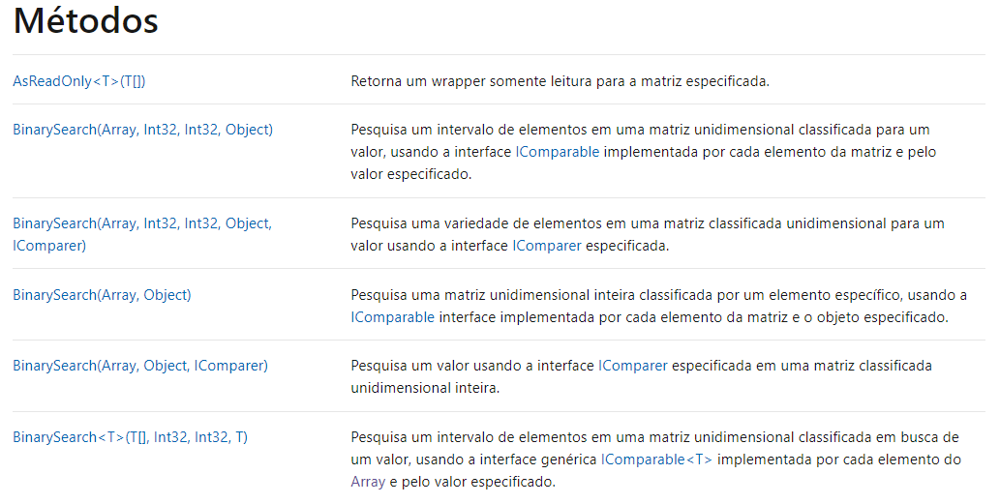 Métodos
AsReadOnly<T>(T[])
Retorna um wrapper somente leitura para a matriz especificada.
BinarySearch(Array, Int32, Int32, Object)
Pesquisa um intervalo de elementos em uma matriz unidimensional classificada para um
valor, usando a interface IComparable implementada por cada elemento da matriz e pelo
valor especificado.
BinarySearch(Array, Int32, Int32, Object,
IComparer)
Pesquisa uma variedade de elementos em uma matriz classificada unidimensional para um
valor usando a interface IComparer especificada.
BinarySearch(Array, Object)
Pesquisa uma matriz unidimensional inteira classificada por um elemento específico, usando a
IComparable interface implementada por cada elemento da matriz e o objeto especificado.
BinarySearch(Array, Object, IComparer)
Pesquisa um valor usando a interface IComparer especificada em uma matriz classificada
unidimensional inteira.
BinarySearch<T>(T[], Int32, Int32, T)
Pesquisa um intervalo de elementos em uma matriz unidimensional classificada em busca de
um valor, usando a interface genérica IComparable<T> implementada por cada elemento do
Array e pelo valor especificado.